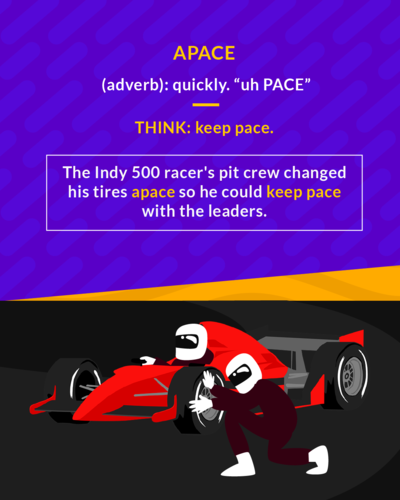 APACE
(adverb): quickly. “uh PACE”
THINK: keep pace.
The Indy 500 racer's pit crew changed
his tires apace so he could keep pace
with the leaders.